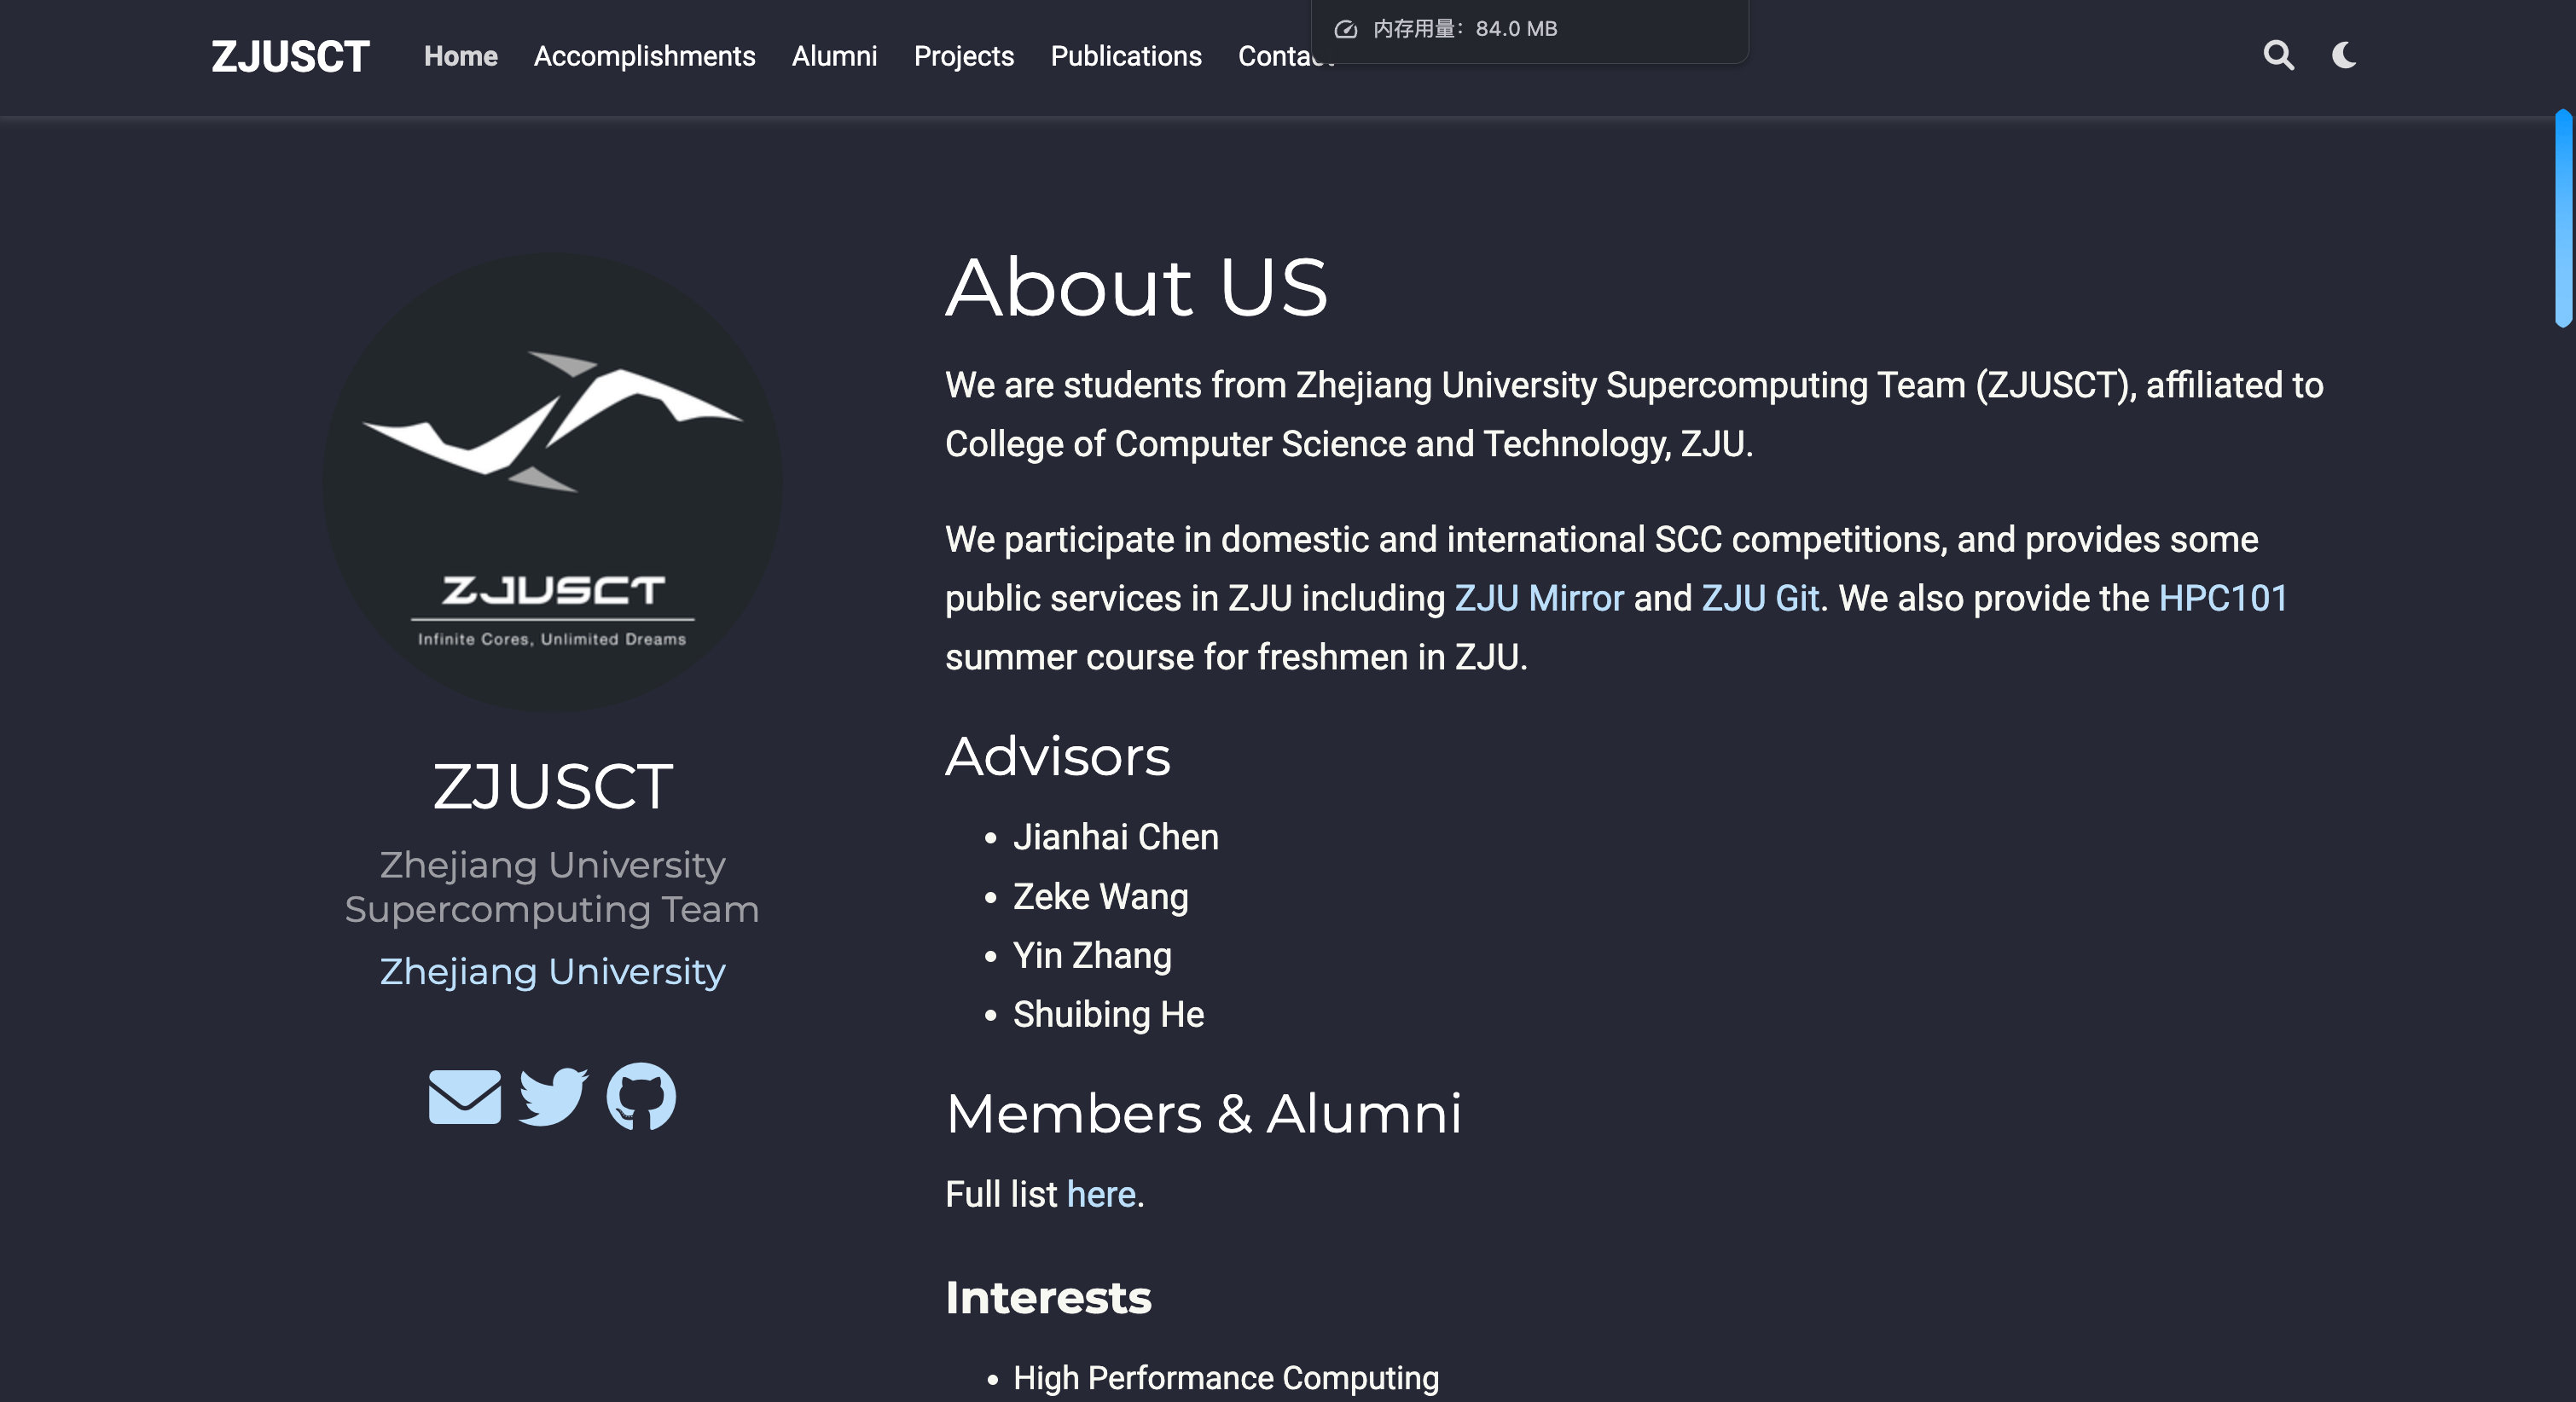 ZJUSCT
Home
Accomplishments
Alumni
Projects
Publications
Contact
内存用量：84.0 MB
ZJUSCT
Infinite Cores, Unlimited Dreams
ZJUSCT
Zhejiang University
Supercomputing Team
Zhejiang University
About US
We are students from Zhejiang University Supercomputing Team (ZJUSCT), affiliated to
College of Computer Science and Technology, ZJU.
We participate in domestic and international SCC competitions, and provides some
public services in ZJU including ZJU Mirror and ZJU Git. We also provide the HPC101
summer course for freshmen in ZJU.
Advisors
• Jianhai Chen
• Zeke Wang
• Yin Zhang
• Shuibing He
Members & Alumni
Full list here.
Interests
• High Performance Computing